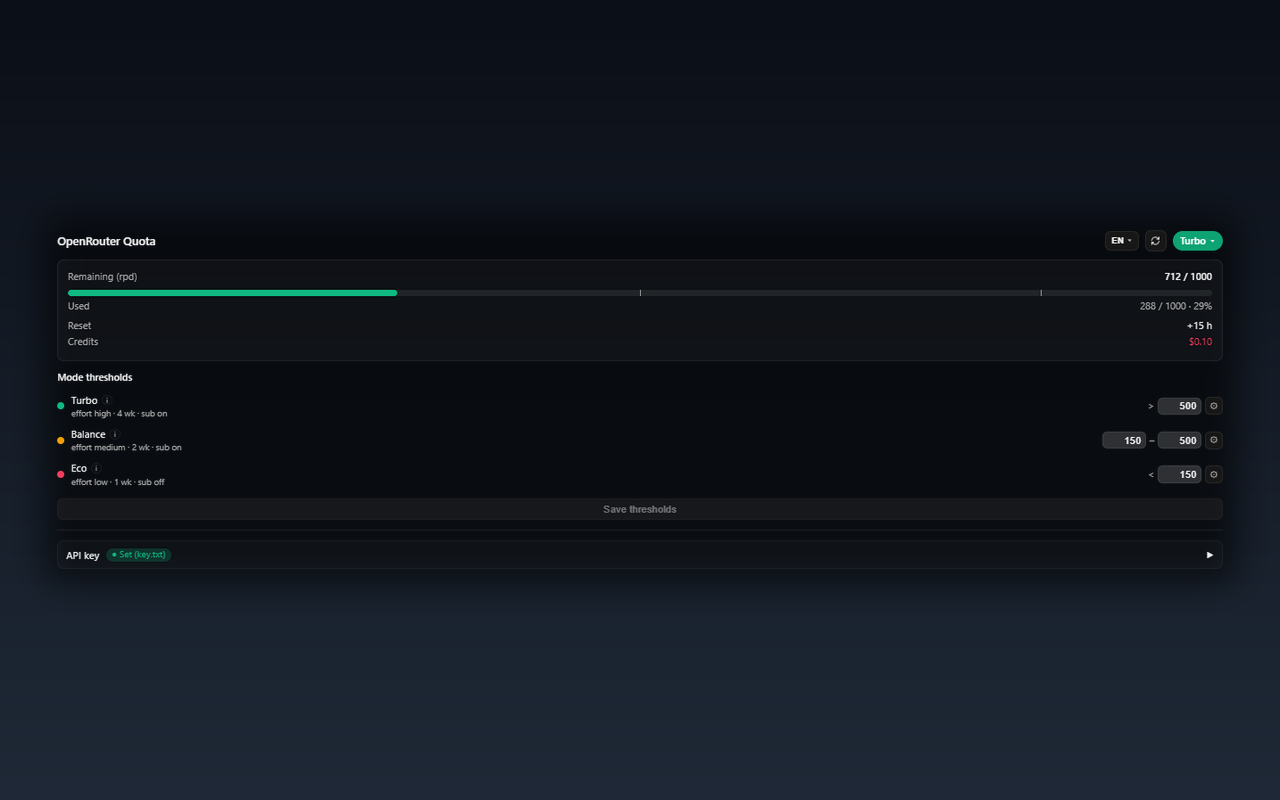 OpenRouter Quota EN Turbo
Remaining (rpd) 712 / 1000
Used 288 / 1000 · 29%
Reset +15 h
Credits $0.10
Mode thresholds
Turbo i > 500
effort high · 4 wk · sub on
Balance i 150 – 500
effort medium · 2 wk · sub on
Eco i < 150
effort low · 1 wk · sub off
Save thresholds
API key Set (key.txt)